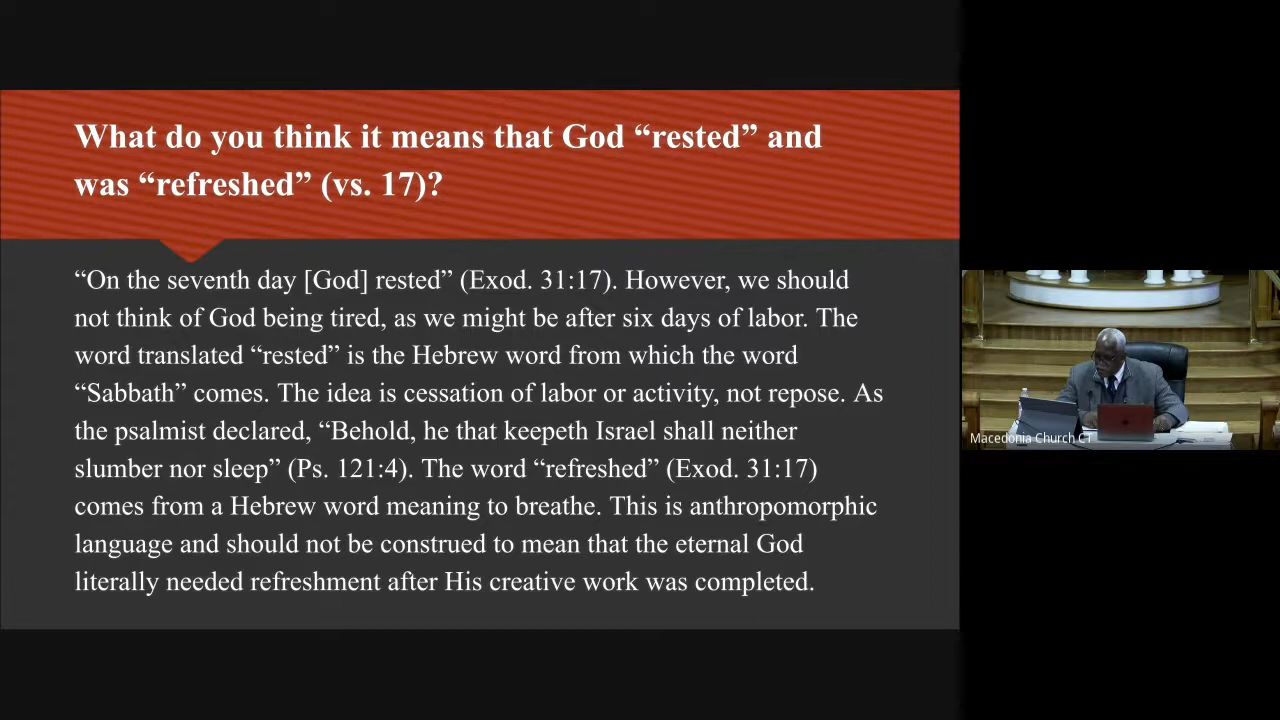 What do you think it means that God “rested” and
was “refreshed” (vs. 17)?
“On the seventh day [God] rested” (Exod. 31:17). However, we should
not think of God being tired, as we might be after six days of labor. The
word translated “rested” is the Hebrew word from which the word
“Sabbath” comes. The idea is cessation of labor or activity, not repose. As
the psalmist declared, “Behold, he that keepeth Israel shall neither
slumber nor sleep” (Ps. 121:4). The word “refreshed” (Exod. 31:17)
comes from a Hebrew word meaning to breathe. This is anthropomorphic
language and should not be construed to mean that the eternal God
literally needed refreshment after His creative work was completed.
Macedonia Church CT